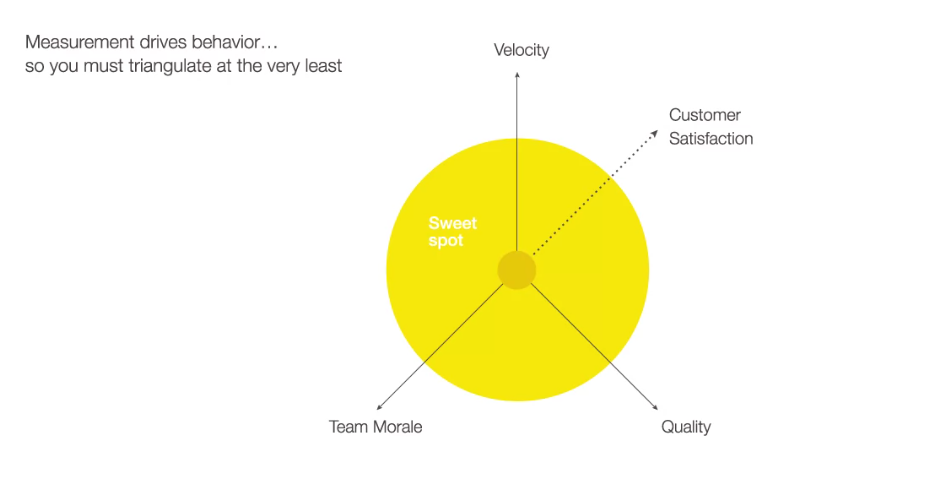 Measurement drives behavior…
so you must triangulate at the very least
Velocity
Customer
Satisfaction
Sweet
spot
Team Morale
Quality